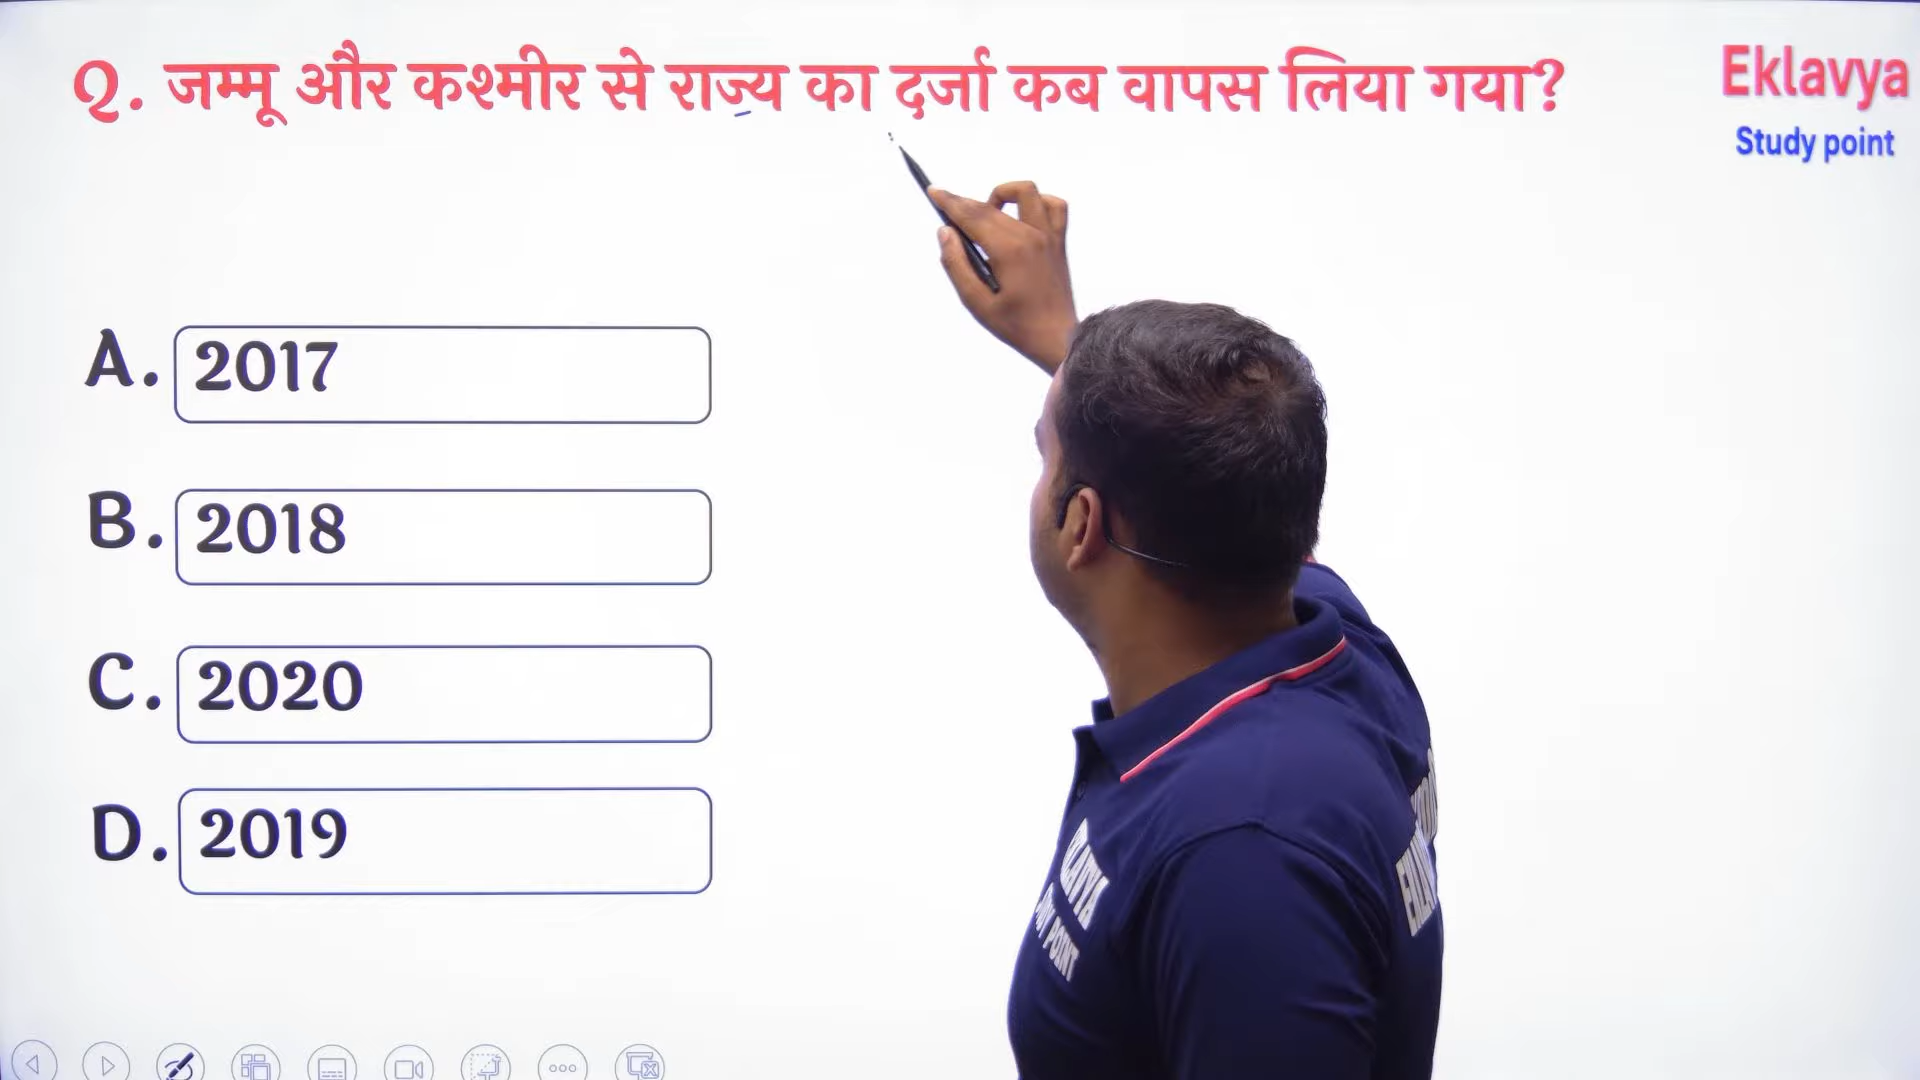 Q. जम्मू और कश्मीर से राज्य का दर्जा कब वापस लिया गया?
Eklavya
Study point
A. 2017
B. 2018
C. 2020
D. 2019